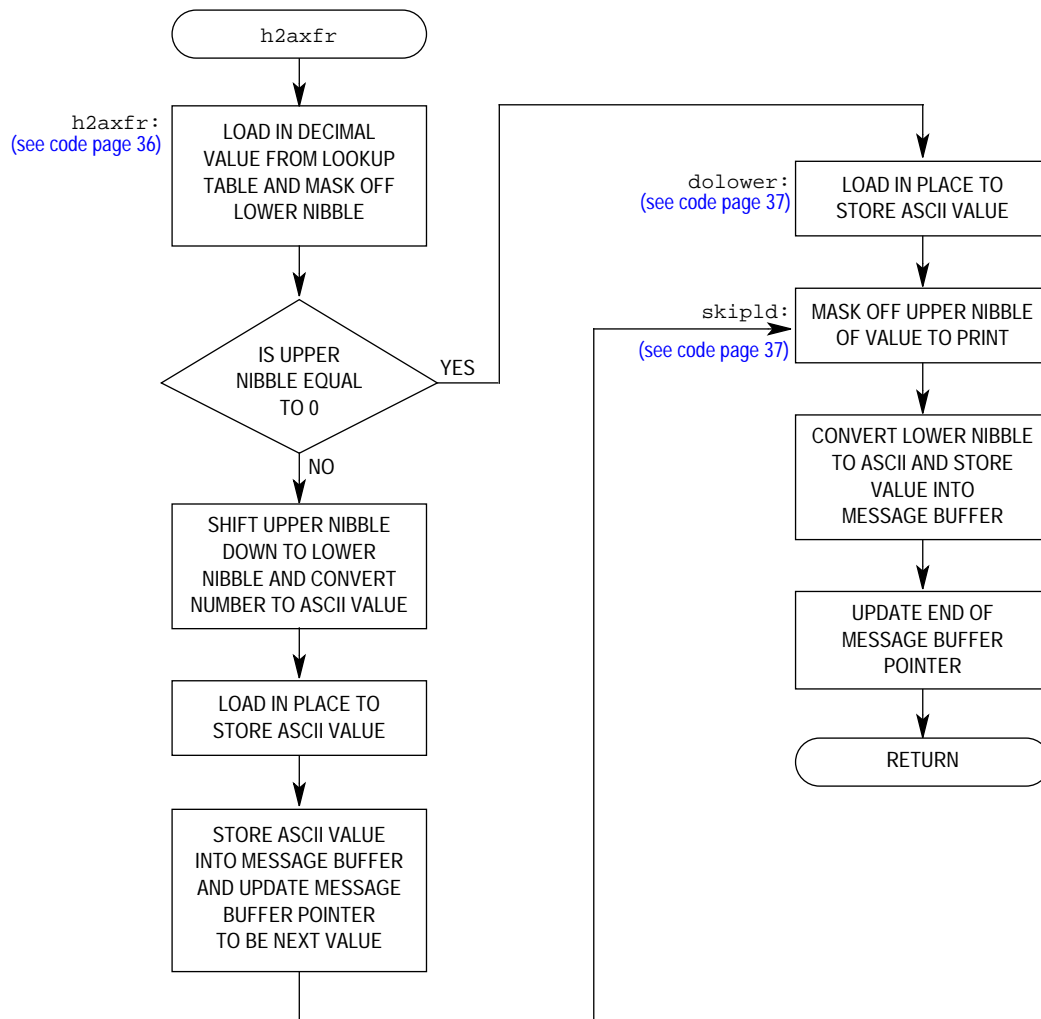 h2axfr
h2axfr:
(see code page 36)
LOAD IN DECIMAL
VALUE FROM LOOKUP
TABLE AND MASK OFF
LOWER NIBBLE
IS UPPER
NIBBLE EQUAL
TO 0
YES
NO
SHIFT UPPER NIBBLE
DOWN TO LOWER
NIBBLE AND CONVERT
NUMBER TO ASCII VALUE
LOAD IN PLACE TO
STORE ASCII VALUE
STORE ASCII VALUE
INTO MESSAGE BUFFER
AND UPDATE MESSAGE
BUFFER POINTER
TO BE NEXT VALUE
dolower:
(see code page 37)
LOAD IN PLACE TO
STORE ASCII VALUE
skipld:
(see code page 37)
MASK OFF UPPER NIBBLE
OF VALUE TO PRINT
CONVERT LOWER NIBBLE
TO ASCII AND STORE
VALUE INTO
MESSAGE BUFFER
UPDATE END OF
MESSAGE BUFFER
POINTER
RETURN